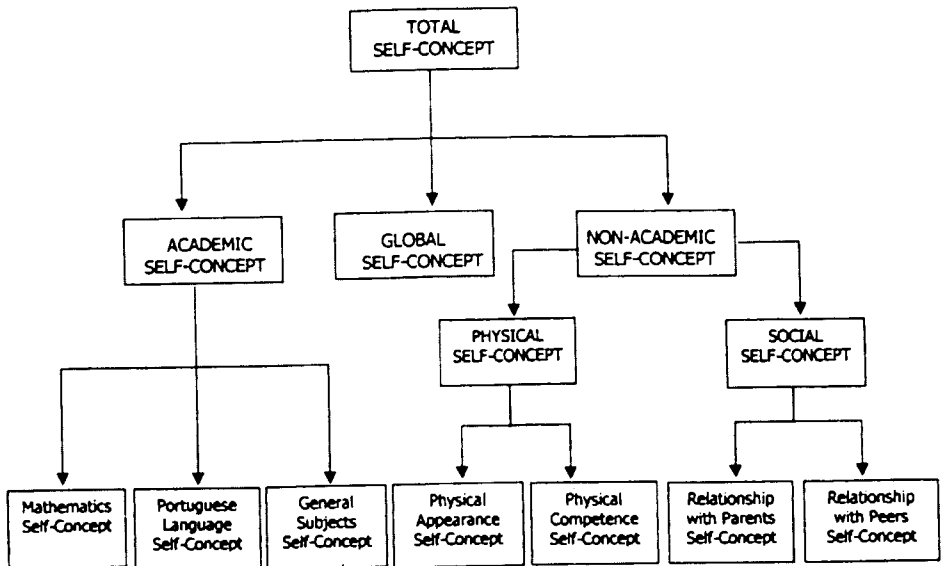 TOTAL
SELF-CONCEPT
ACADEMIC
SELF-CONCEPT
GLOBAL
SELF-CONCEPT
NON-ACADEMIC
SELF-CONCEPT
PHYSICAL
SELF-CONCEPT
SOCIAL
SELF-CONCEPT
Mathematics
Self-Concept
Portuguese
Language
Self-Concept
General
Subjects
Self-Concept
Physical
Appearance
Self-Concept
Physical
Competence
Self-Concept
Relationship
with Parents
Self-Concept
Relationship
with Peers
Self-Concept